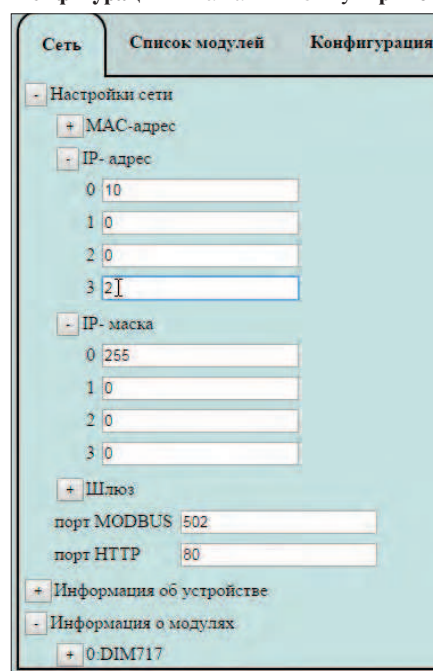 Сеть Список модулей Конфигурация
- Настройки сети
+ MAC-адрес
- IP- адрес
0 10
1 0
2 0
3 2
- IP- маска
0 255
1 0
2 0
3 0
+ Шлюз
порт MODBUS 502
порт HTTP 80
+ Информация об устройстве
- Информация о модулях
+ 0:DIM717